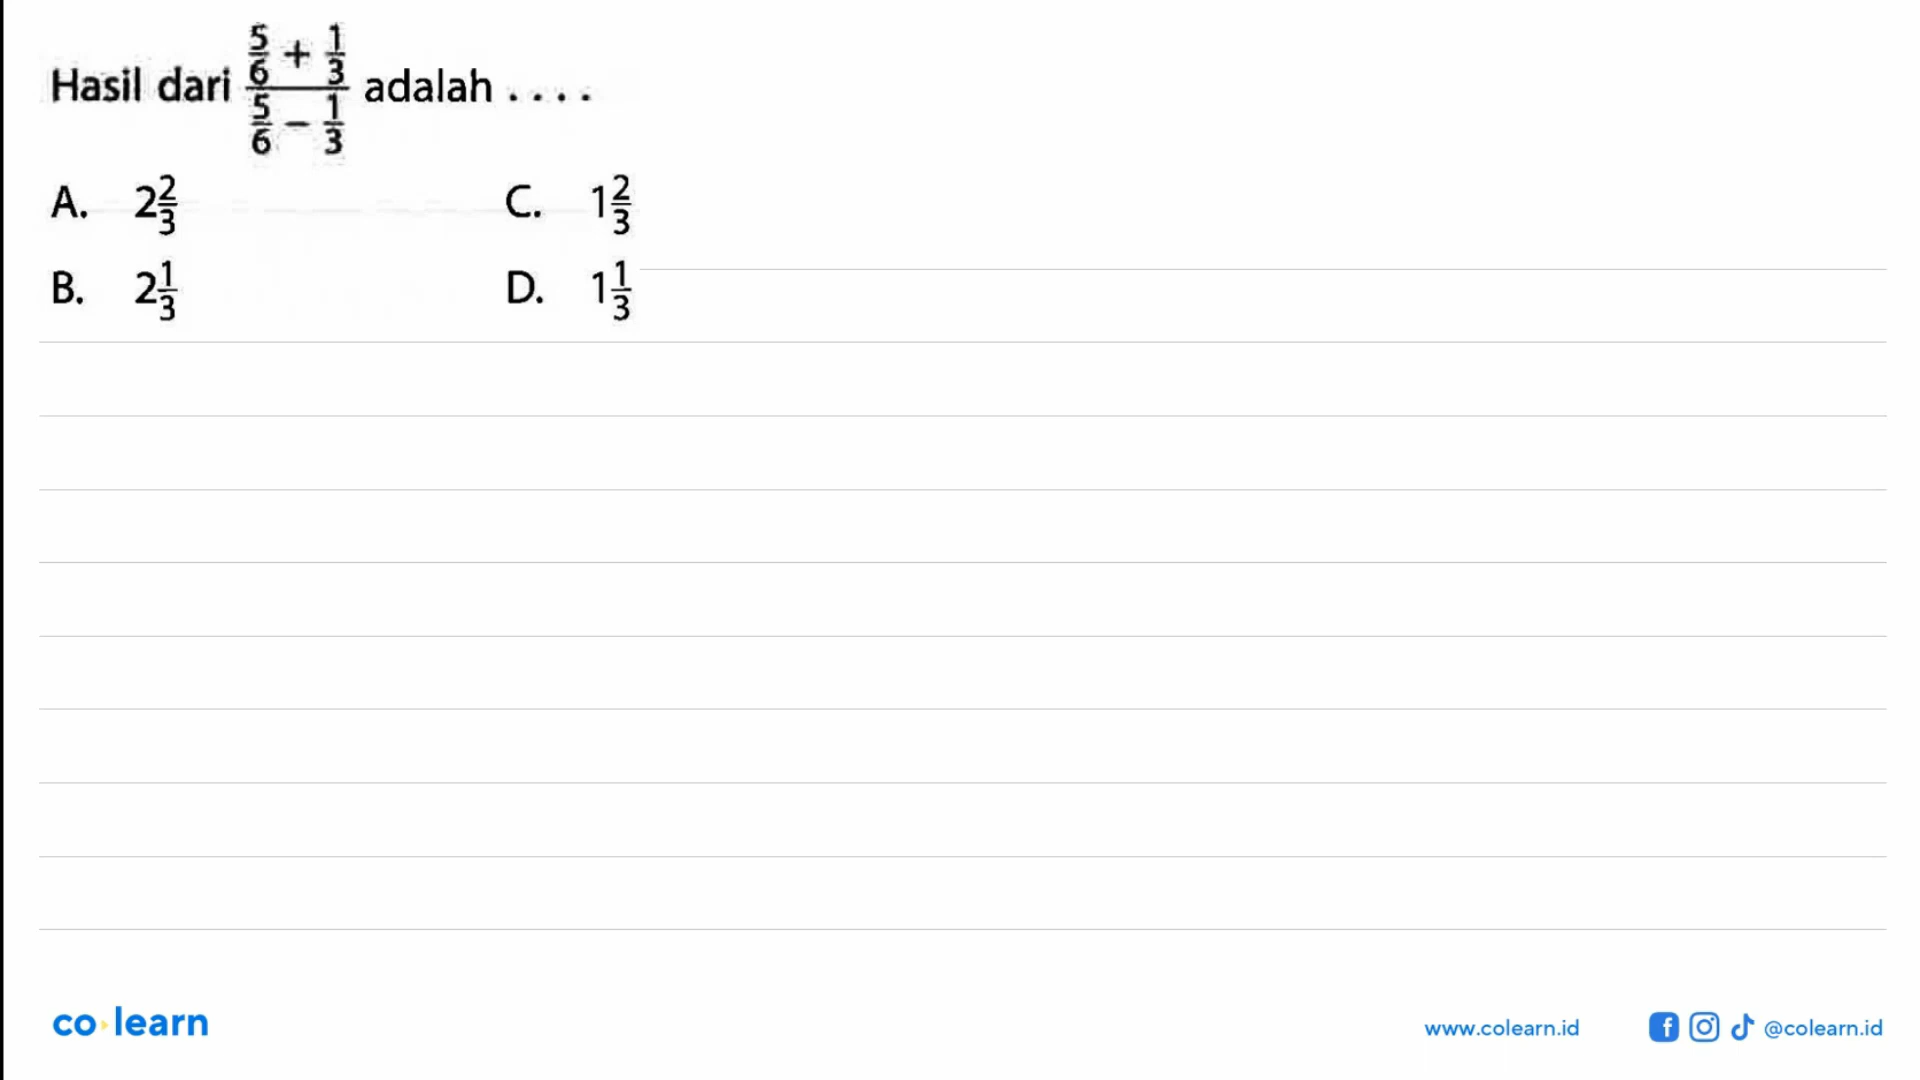 Hasil dari (5/6 + 1/3)/(5/6 − 1/3) adalah . . . .
A. 2 2/3 C. 1 2/3
B. 2 1/3 D. 1 1/3
co learn www.colearn.id @colearn.id